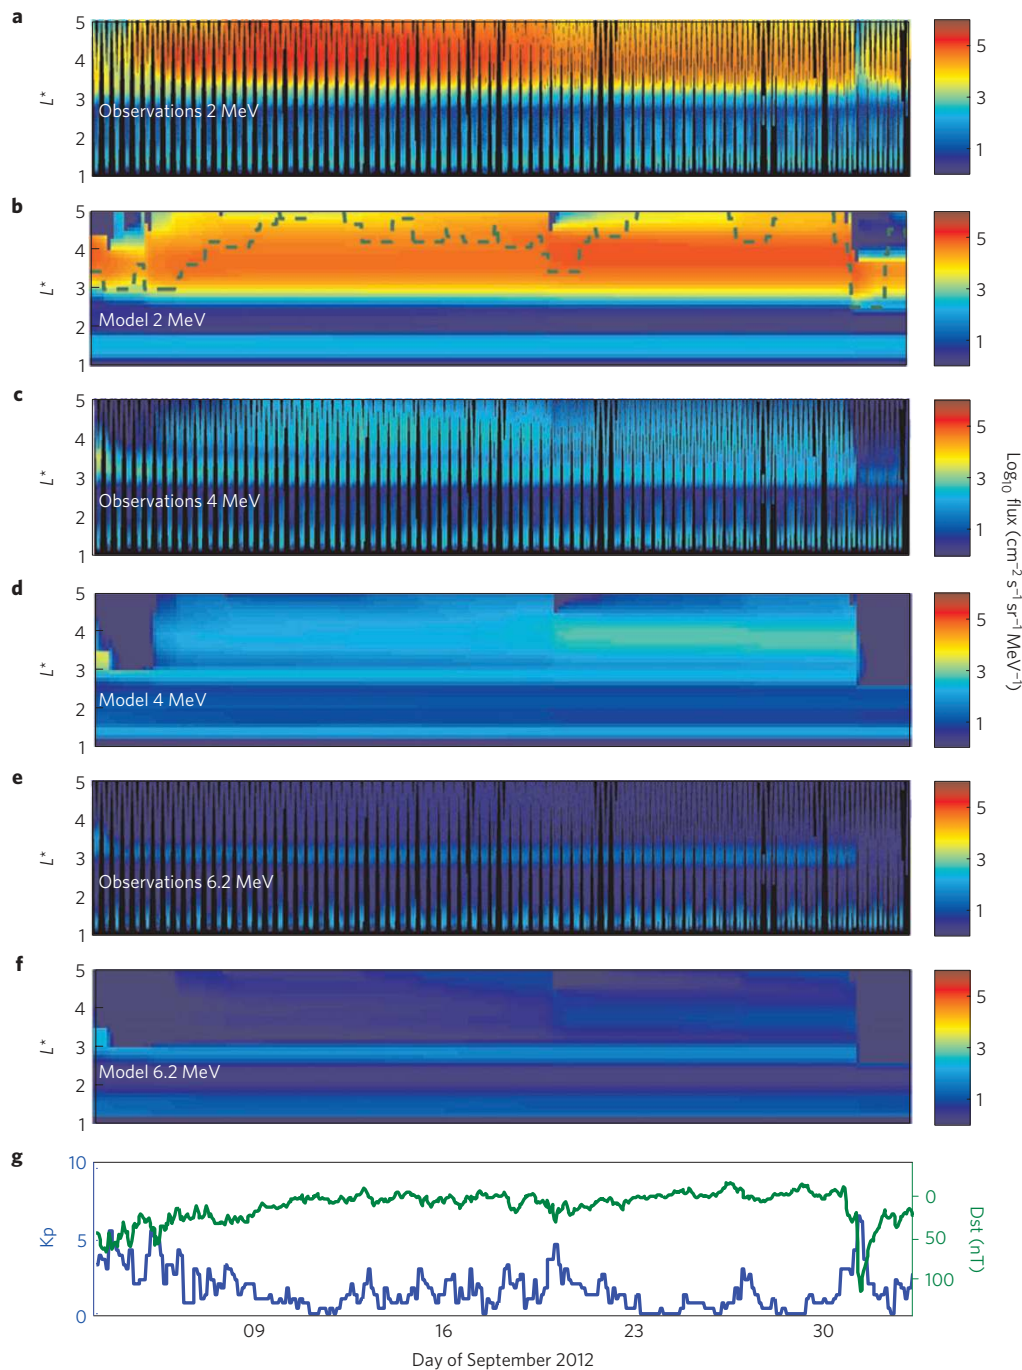 a
5
4
3
2
1
L*
Observations 2 MeV
5
3
1
b
5
4
3
2
1
L*
Model 2 MeV
5
3
1
c
5
4
3
2
1
L*
Observations 4 MeV
5
3
1
d
5
4
3
2
1
L*
Model 4 MeV
5
3
1
Log10 flux (cm−2 s−1 sr−1 MeV−1)
e
5
4
3
2
1
L*
Observations 6.2 MeV
5
3
1
f
5
4
3
2
1
L*
Model 6.2 MeV
5
3
1
g
10
5
0
Kp
0
50
100
Dst (nT)
09 16 23 30
Day of September 2012